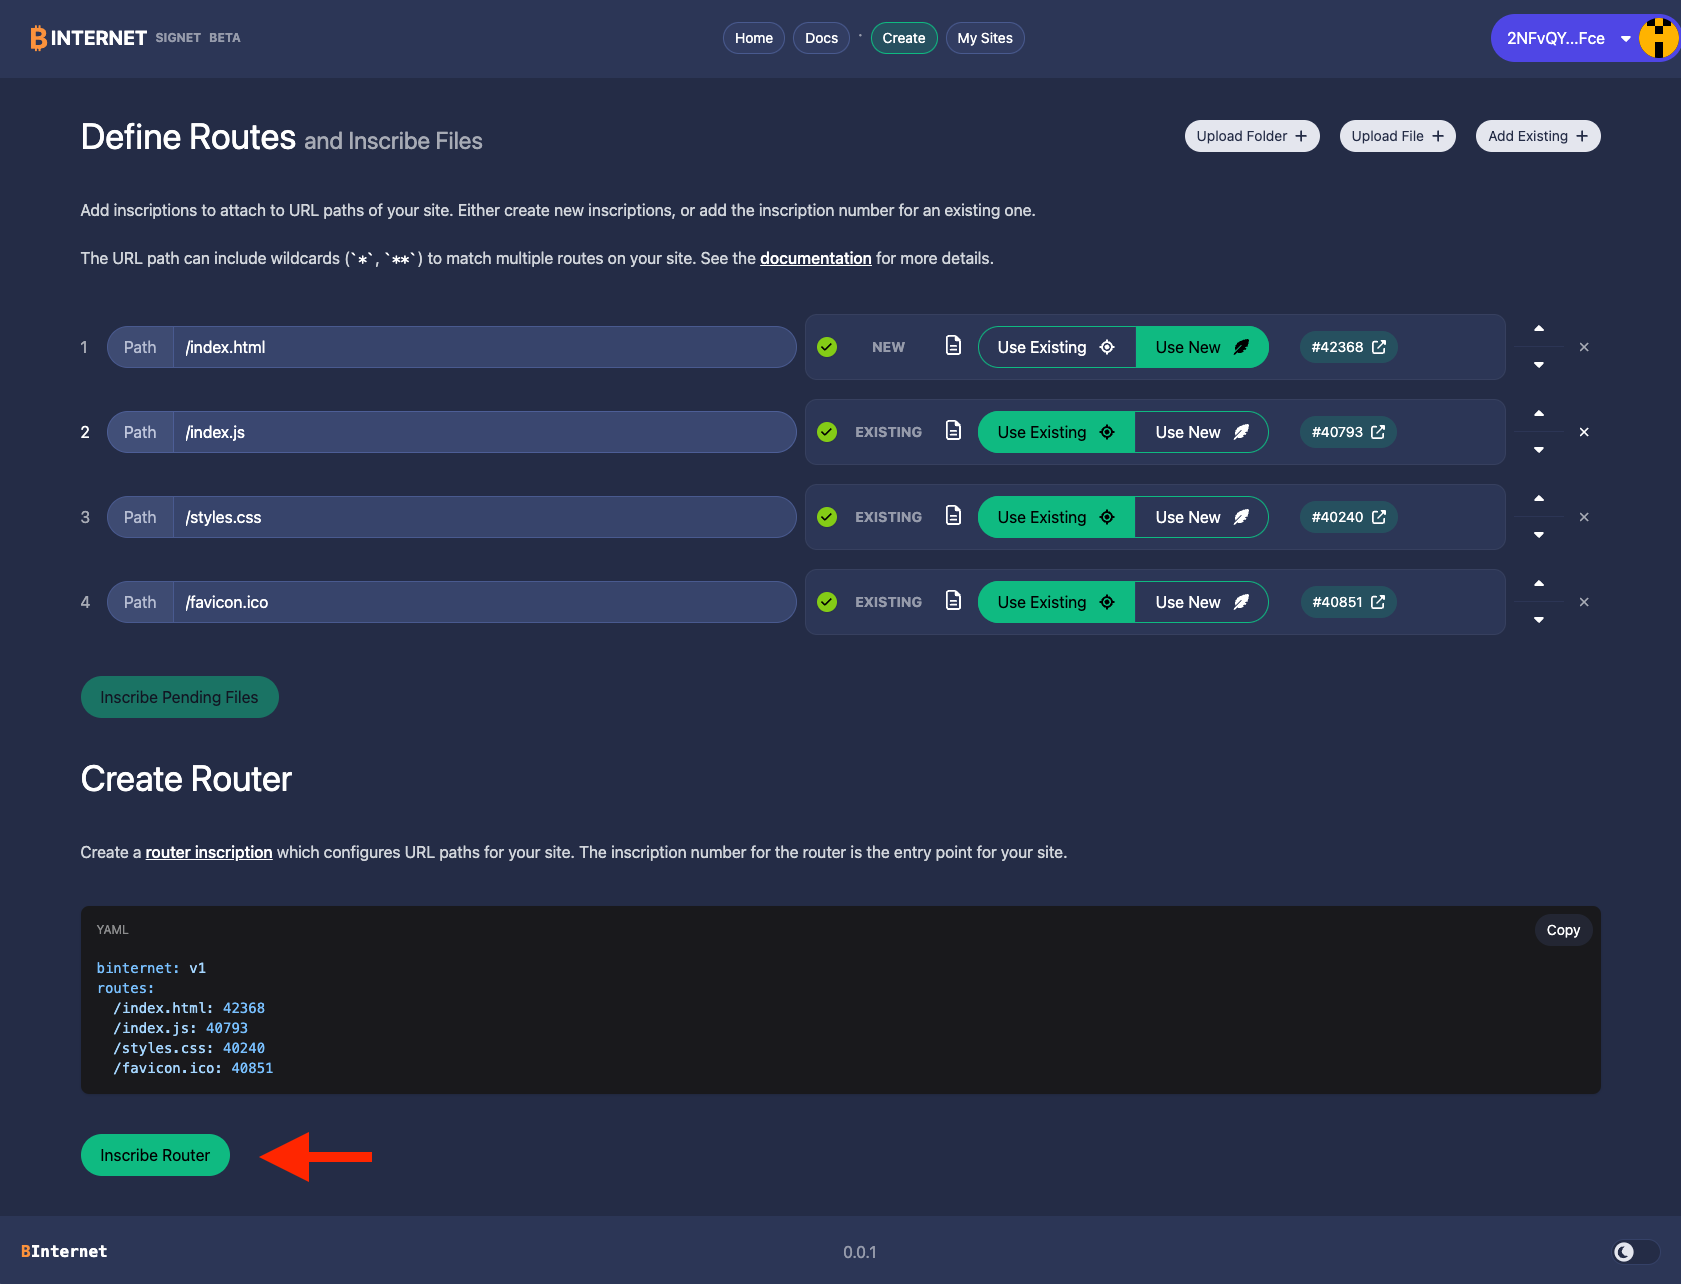 BINTERNET SIGNET BETA
Home Docs · Create My Sites
2NFvQY...Fce
Define Routes and Inscribe Files
Upload Folder +
Upload File +
Add Existing +
Add inscriptions to attach to URL paths of your site. Either create new inscriptions, or add the inscription number for an existing one.
The URL path can include wildcards (`*`, `**`) to match multiple routes on your site. See the documentation for more details.
1 Path /index.html NEW Use Existing Use New #42368
2 Path /index.js EXISTING Use Existing Use New #40793
3 Path /styles.css EXISTING Use Existing Use New #40240
4 Path /favicon.ico EXISTING Use Existing Use New #40851
Inscribe Pending Files
Create Router
Create a router inscription which configures URL paths for your site. The inscription number for the router is the entry point for your site.
YAML
Copy
binternet: v1
routes:
  /index.html: 42368
  /index.js: 40793
  /styles.css: 40240
  /favicon.ico: 40851
Inscribe Router
BInternet
0.0.1